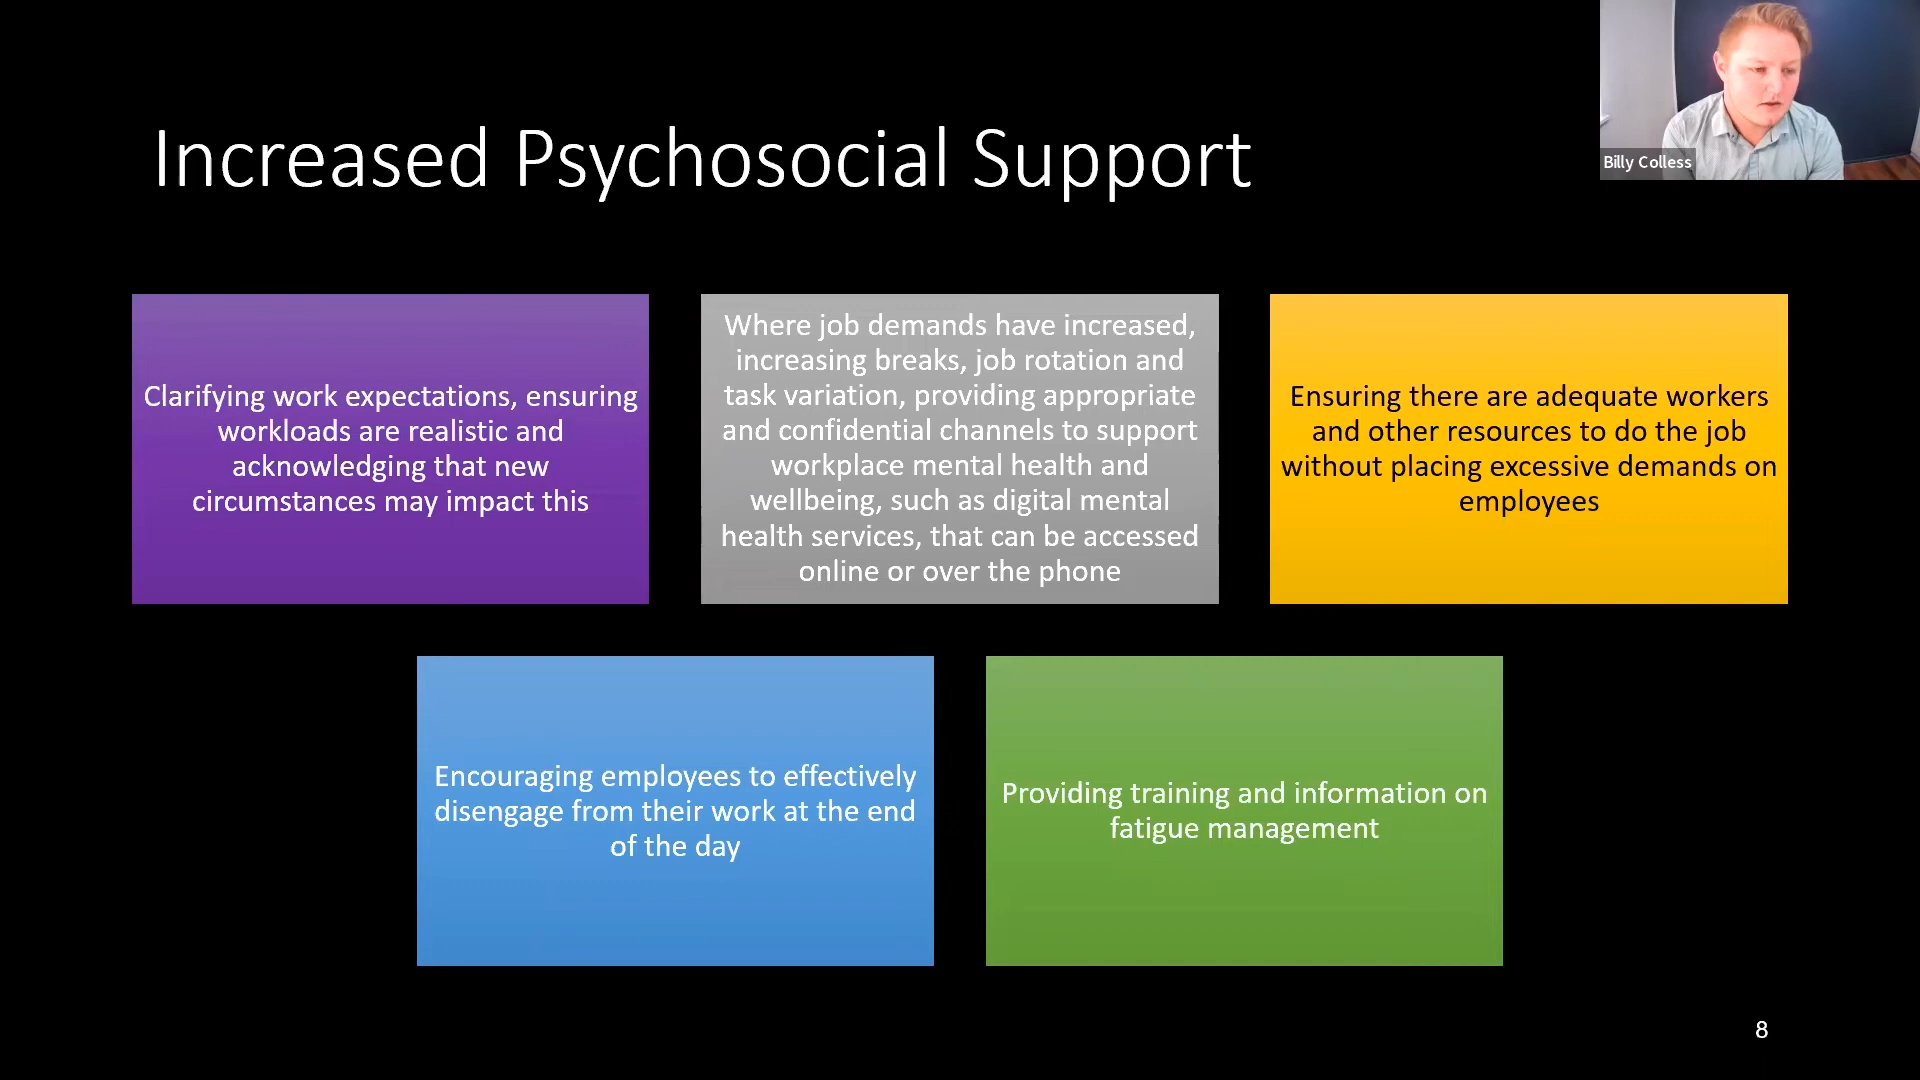 Increased Psychosocial Support
Billy Colless
Clarifying work expectations, ensuring
workloads are realistic and
acknowledging that new
circumstances may impact this
Where job demands have increased,
increasing breaks, job rotation and
task variation, providing appropriate
and confidential channels to support
workplace mental health and
wellbeing, such as digital mental
health services, that can be accessed
online or over the phone
Ensuring there are adequate workers
and other resources to do the job
without placing excessive demands on
employees
Encouraging employees to effectively
disengage from their work at the end
of the day
Providing training and information on
fatigue management
8